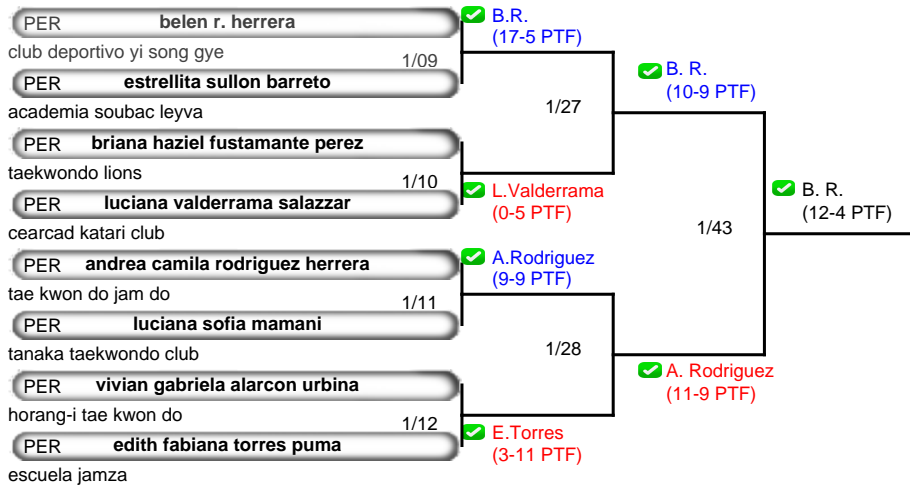 PER belen r. herrera
club deportivo yi song gye
1/09
PER estrellita sullon barreto
academia soubac leyva
PER briana haziel fustamante perez
taekwondo lions
1/10
PER luciana valderrama salazzar
cearcad katari club
PER andrea camila rodriguez herrera
tae kwon do jam do
1/11
PER luciana sofia mamani
tanaka taekwondo club
PER vivian gabriela alarcon urbina
horang-i tae kwon do
1/12
PER edith fabiana torres puma
escuela jamza
B.R.
(17-5 PTF)
1/27
L.Valderrama
(0-5 PTF)
A.Rodriguez
(9-9 PTF)
1/28
E.Torres
(3-11 PTF)
B. R.
(10-9 PTF)
1/43
A. Rodriguez
(11-9 PTF)
B. R.
(12-4 PTF)